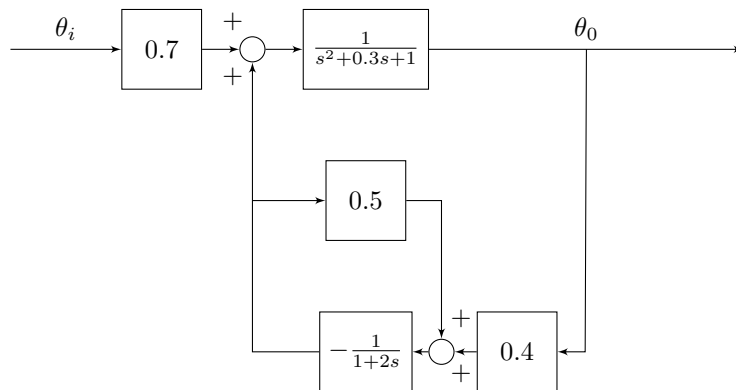 θ_i 0.7 + + 1/(s²+0.3s+1) θ_0
0.5
−1/(1+2s) + + 0.4